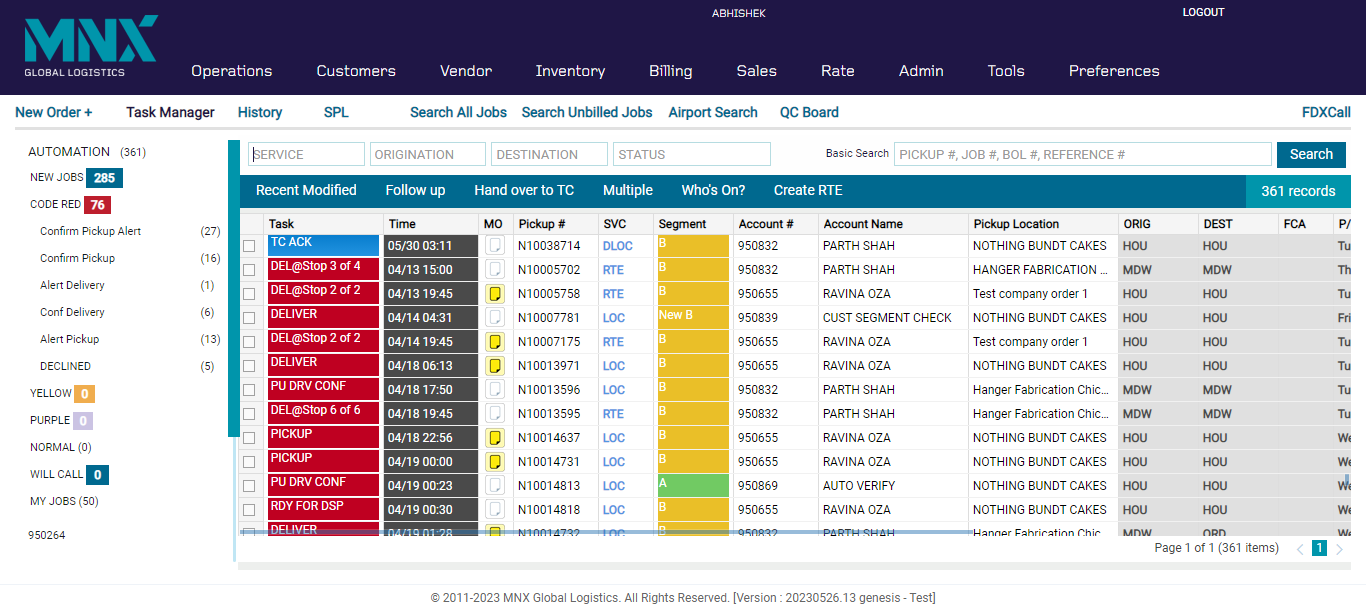 ABHISHEK LOGOUT
MNX
GLOBAL LOGISTICS
Operations Customers Vendor Inventory Billing Sales Rate Admin Tools Preferences
New Order + Task Manager History SPL Search All Jobs Search Unbilled Jobs Airport Search QC Board FDXCall
AUTOMATION (361)
NEW JOBS 285
CODE RED 76
Confirm Pickup Alert (27)
Confirm Pickup (16)
Alert Delivery (1)
Conf Delivery (6)
Alert Pickup (13)
DECLINED (5)
YELLOW 0
PURPLE 0
NORMAL (0)
WILL CALL 0
MY JOBS (50)
950264
SERVICE ORIGINATION DESTINATION STATUS Basic Search PICKUP #, JOB #, BOL #, REFERENCE # Search
Recent Modified Follow up Hand over to TC Multiple Who's On? Create RTE 361 records
Task Time MO Pickup # SVC Segment Account # Account Name Pickup Location ORIG DEST FCA P/
TC ACK 05/30 03:11 N10038714 DLOC B 950832 PARTH SHAH NOTHING BUNDT CAKES HOU HOU Tu
DEL@Stop 3 of 4 04/13 15:00 N10005702 RTE B 950832 PARTH SHAH HANGER FABRICATION ... MDW MDW Th
DEL@Stop 2 of 2 04/13 19:45 N10005758 RTE B 950655 RAVINA OZA Test company order 1 HOU HOU Tu
DELIVER 04/14 04:31 N10007781 LOC New B 950839 CUST SEGMENT CHECK NOTHING BUNDT CAKES HOU HOU Fri
DEL@Stop 2 of 2 04/14 19:45 N10007175 RTE B 950655 RAVINA OZA Test company order 1 HOU HOU Tu
DELIVER 04/18 06:13 N10013971 LOC B 950655 RAVINA OZA NOTHING BUNDT CAKES HOU HOU Tu
PU DRV CONF 04/18 17:50 N10013596 LOC B 950832 PARTH SHAH Hanger Fabrication Chic... MDW MDW Tu
DEL@Stop 6 of 6 04/18 19:45 N10013595 RTE B 950832 PARTH SHAH Hanger Fabrication Chic... MDW MDW Tu
PICKUP 04/18 22:56 N10014637 LOC B 950655 RAVINA OZA NOTHING BUNDT CAKES HOU HOU We
PICKUP 04/19 00:00 N10014731 LOC B 950655 RAVINA OZA NOTHING BUNDT CAKES HOU HOU We
PU DRV CONF 04/19 00:23 N10014813 LOC A 950869 AUTO VERIFY NOTHING BUNDT CAKES HOU HOU We
RDY FOR DSP 04/19 00:30 N10014818 LOC B 950655 RAVINA OZA NOTHING BUNDT CAKES HOU HOU We
DELIVER 04/19 01:28 N10014732 LOC B 950832 PARTH SHAH Hanger Fabrication Chic... MDW ORD We
Page 1 of 1 (361 items) 1
© 2011-2023 MNX Global Logistics. All Rights Reserved. [Version : 20230526.13 genesis - Test]